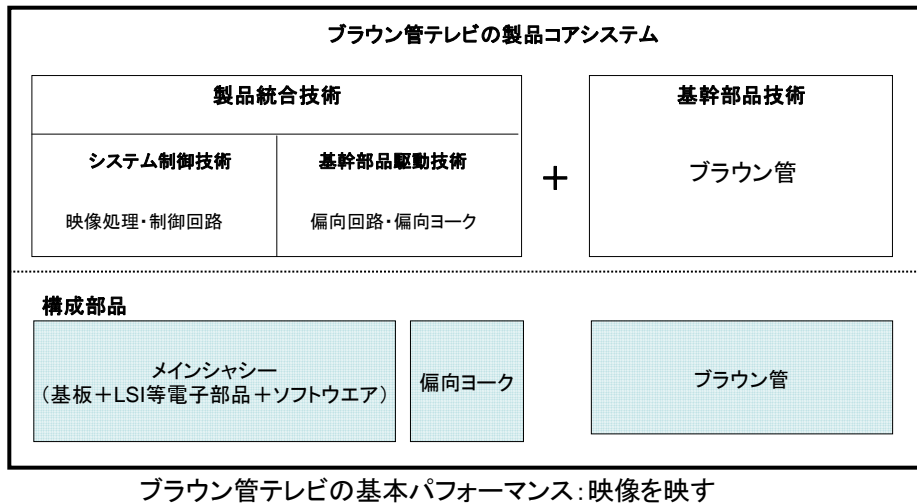 ブラウン管テレビの製品コアシステム
製品統合技術
システム制御技術
映像処理・制御回路
基幹部品駆動技術
偏向回路・偏向ヨーク
＋
基幹部品技術
ブラウン管
構成部品
メインシャシー
（基板＋LSI等電子部品＋ソフトウエア）
偏向ヨーク
ブラウン管
ブラウン管テレビの基本パフォーマンス：映像を映す